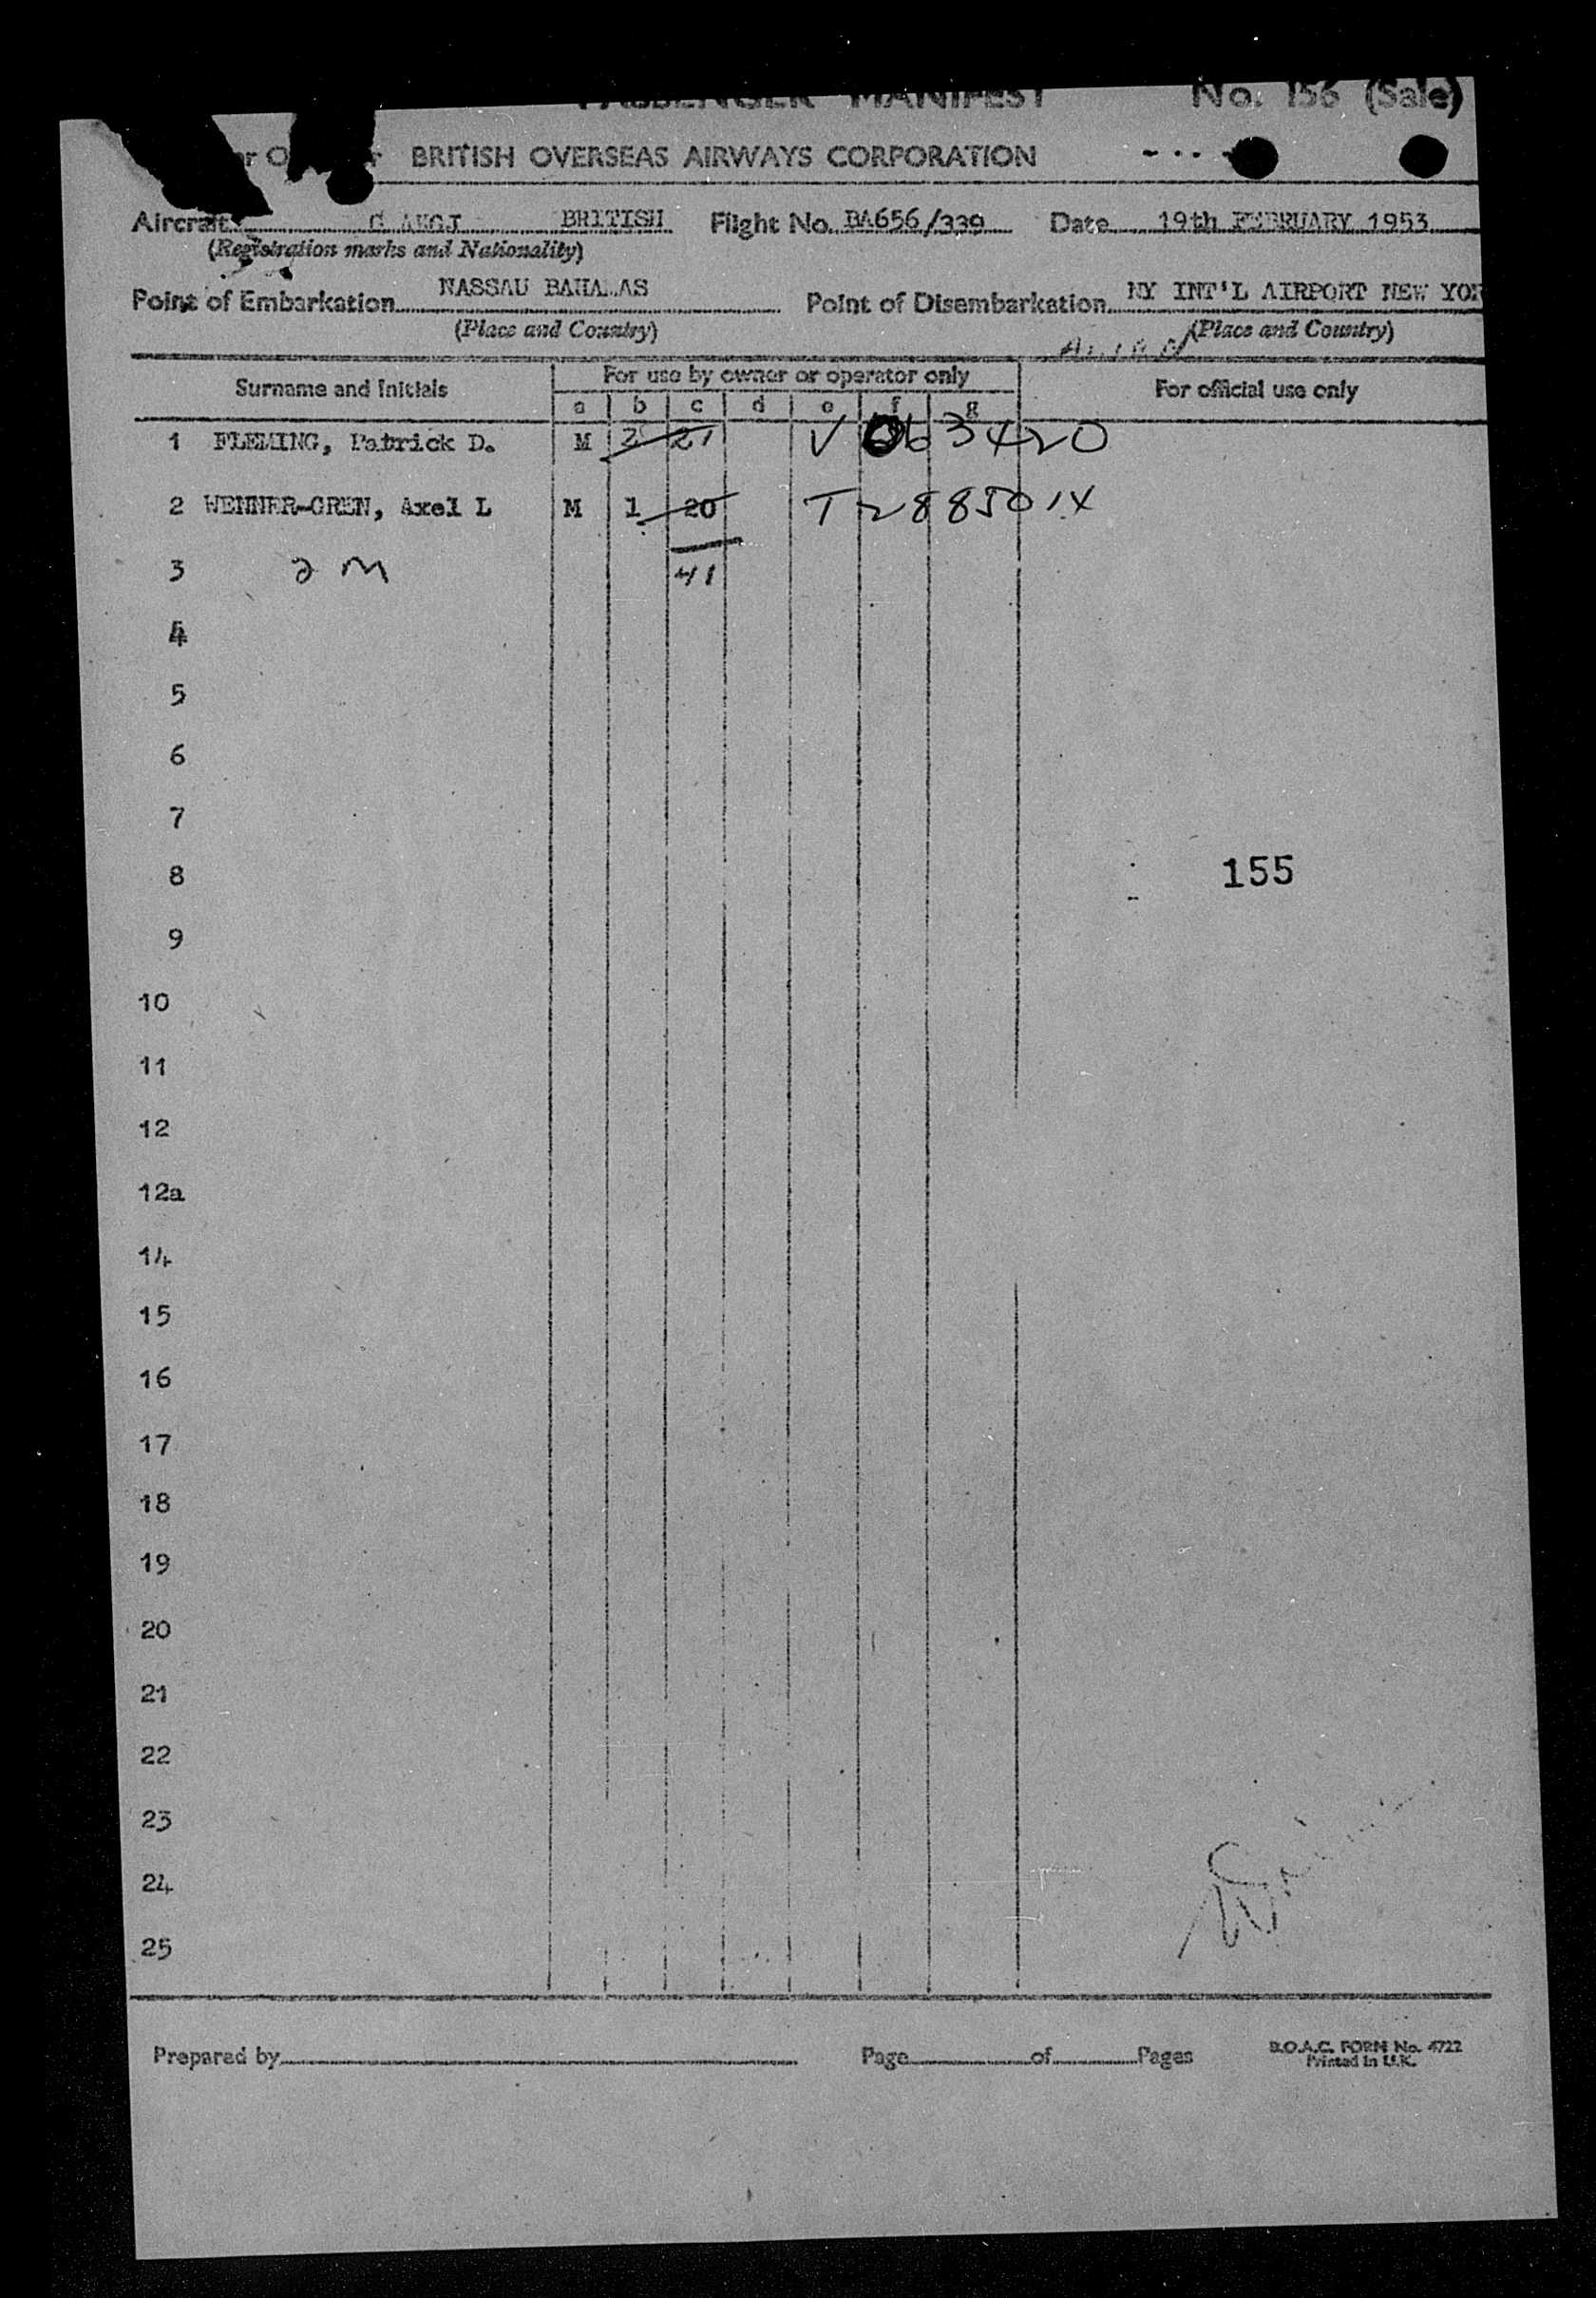 PASSENGER MANIFEST No. 156 (Sale)
BRITISH OVERSEAS AIRWAYS CORPORATION
Aircraft BRITISH Flight No. BA656/339 Date 19th FEBRUARY 1953
(Registration marks and Nationality)
Point of Embarkation NASSAU BAHAMAS Point of Disembarkation NY INT'L AIRPORT NEW YOR
(Place and Country) (Place and Country)
Surname and Initials For use by owner or operator only For official use only
a b c d e f g
1 FLEMING, Patrick D. M 2 21 V 063420
2 WENNER-GREN, Axel L M 1 20 T288501X
3 2 M 41
4
5
6
7
8 155
9
10
11
12
12a
14
15
16
17
18
19
20
21
22
23
24
25
Prepared by Page of Pages B.O.A.C. FORM No. 4722
Printed in U.K.